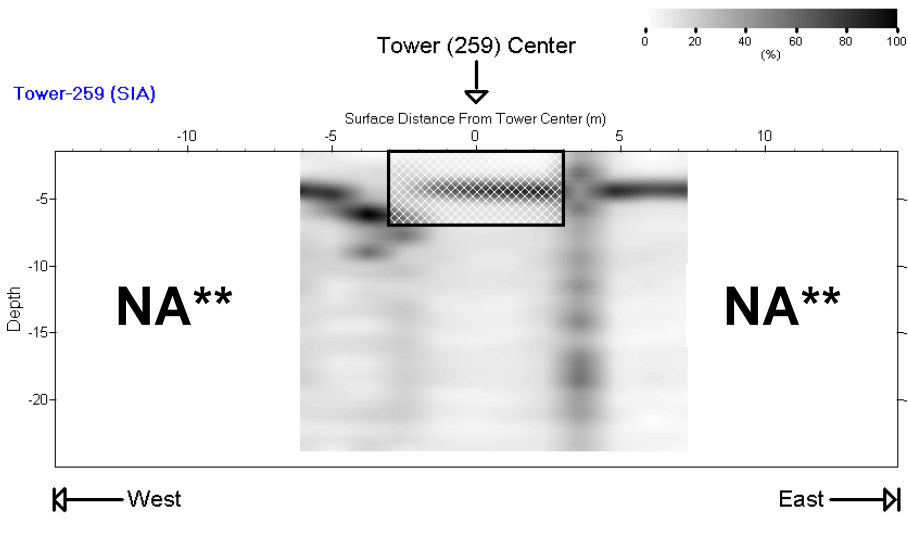 0 20 40 60 80 100
(%)
Tower (259) Center
Tower-259 (SIA)
Surface Distance From Tower Center (m)
-10 -5 0 5 10
-5
-10
-15
-20
Depth
NA** NA**
West East